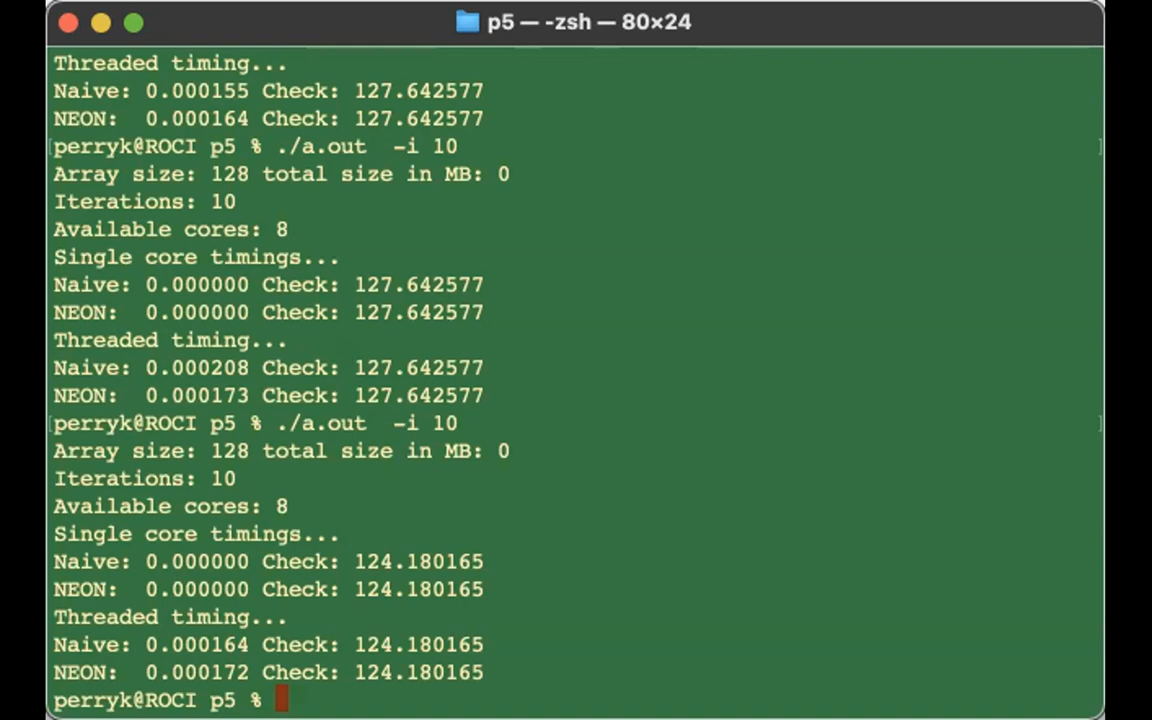 p5 — -zsh — 80×24
Threaded timing...
Naive: 0.000155 Check: 127.642577
NEON:  0.000164 Check: 127.642577
perryk@ROCI p5 % ./a.out  -i 10
Array size: 128 total size in MB: 0
Iterations: 10
Available cores: 8
Single core timings...
Naive: 0.000000 Check: 127.642577
NEON:  0.000000 Check: 127.642577
Threaded timing...
Naive: 0.000208 Check: 127.642577
NEON:  0.000173 Check: 127.642577
perryk@ROCI p5 % ./a.out  -i 10
Array size: 128 total size in MB: 0
Iterations: 10
Available cores: 8
Single core timings...
Naive: 0.000000 Check: 124.180165
NEON:  0.000000 Check: 124.180165
Threaded timing...
Naive: 0.000164 Check: 124.180165
NEON:  0.000172 Check: 124.180165
perryk@ROCI p5 %